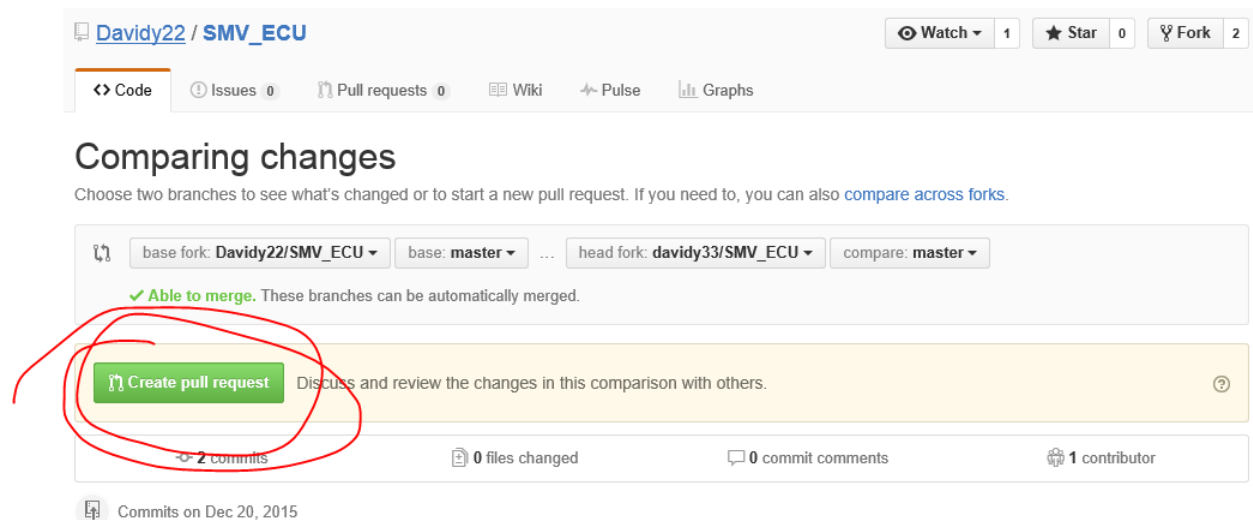 Davidy22 / SMV_ECU Watch 1 Star 0 Fork 2
Code Issues 0 Pull requests 0 Wiki Pulse Graphs
Comparing changes
Choose two branches to see what's changed or to start a new pull request. If you need to, you can also compare across forks.
base fork: Davidy22/SMV_ECU base: master ... head fork: davidy33/SMV_ECU compare: master
Able to merge. These branches can be automatically merged.
Create pull request Discuss and review the changes in this comparison with others.
2 commits 0 files changed 0 commit comments 1 contributor
Commits on Dec 20, 2015